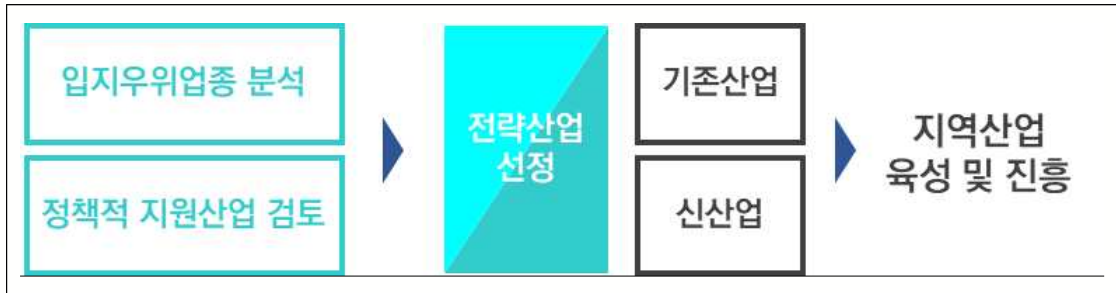 입지우위업종 분석
정책적 지원산업 검토
전략산업
선정
기존산업
신산업
지역산업
육성 및 진흥